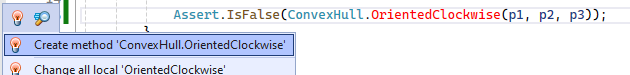 Assert.IsFalse(ConvexHull.OrientedClockwise(p1, p2, p3));
}
Create method 'ConvexHull.OrientedClockwise'
Change all local 'OrientedClockwise'